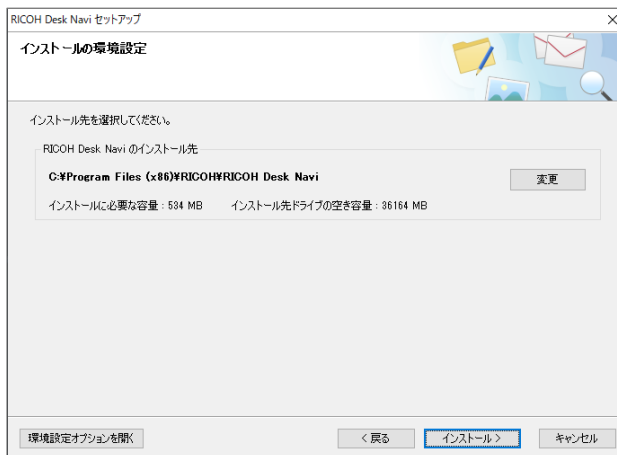 RICOH Desk Navi セットアップ
インストールの環境設定
インストール先を選択してください。
RICOH Desk Navi のインストール先
C:¥Program Files (x86)¥RICOH¥RICOH Desk Navi
変更
インストールに必要な容量 : 534 MB インストール先ドライブの空き容量 : 36164 MB
環境設定オプションを開く
< 戻る
インストール >
キャンセル